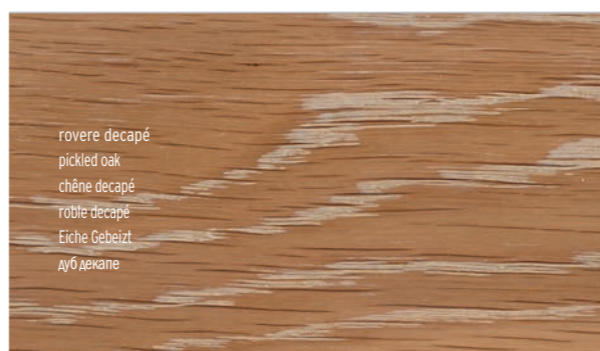 rovere decapé
pickled oak
chêne decapé
roble decapé
Eiche Gebeizt
дуб декапе